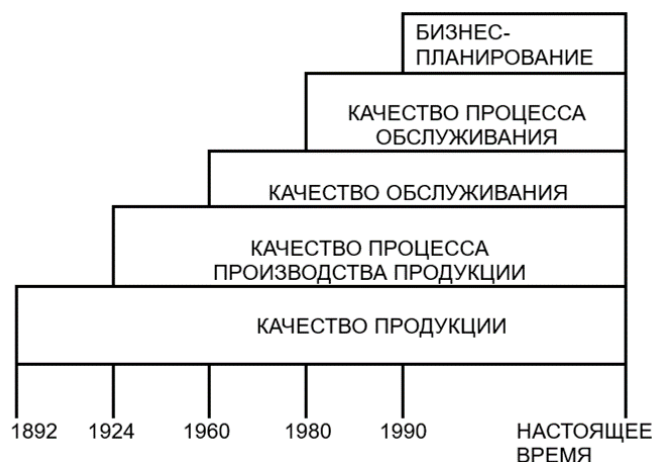 БИЗНЕС-
ПЛАНИРОВАНИЕ
КАЧЕСТВО ПРОЦЕССА
ОБСЛУЖИВАНИЯ
КАЧЕСТВО ОБСЛУЖИВАНИЯ
КАЧЕСТВО ПРОЦЕССА
ПРОИЗВОДСТВА ПРОДУКЦИИ
КАЧЕСТВО ПРОДУКЦИИ
1892 1924 1960 1980 1990 НАСТОЯЩЕЕ
ВРЕМЯ